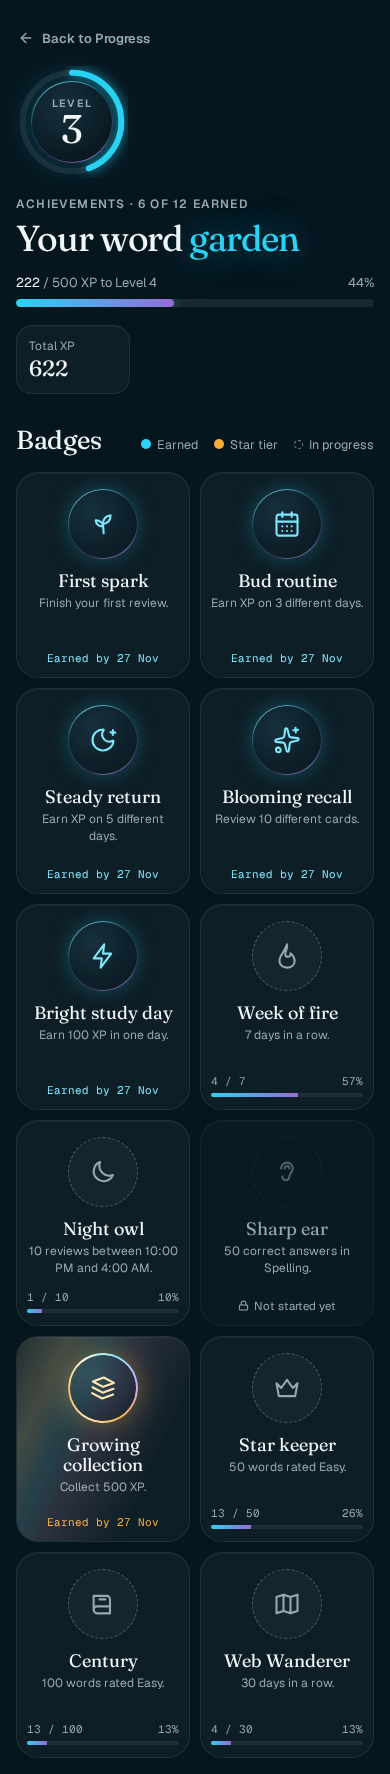 Back to Progress
LEVEL
3
ACHIEVEMENTS · 6 OF 12 EARNED
Your word garden
222 / 500 XP to Level 4 44%
Total XP
622
Badges
Earned Star tier In progress
First spark
Finish your first review.
Earned by 27 Nov
Bud routine
Earn XP on 3 different days.
Earned by 27 Nov
Steady return
Earn XP on 5 different
days.
Earned by 27 Nov
Blooming recall
Review 10 different cards.
Earned by 27 Nov
Bright study day
Earn 100 XP in one day.
Earned by 27 Nov
Week of fire
7 days in a row.
4 / 7 57%
Night owl
10 reviews between 10:00
PM and 4:00 AM.
1 / 10 10%
Sharp ear
50 correct answers in
Spelling.
Not started yet
Growing
collection
Collect 500 XP.
Earned by 27 Nov
Star keeper
50 words rated Easy.
13 / 50 26%
Century
100 words rated Easy.
13 / 100 13%
Web Wanderer
30 days in a row.
4 / 30 13%